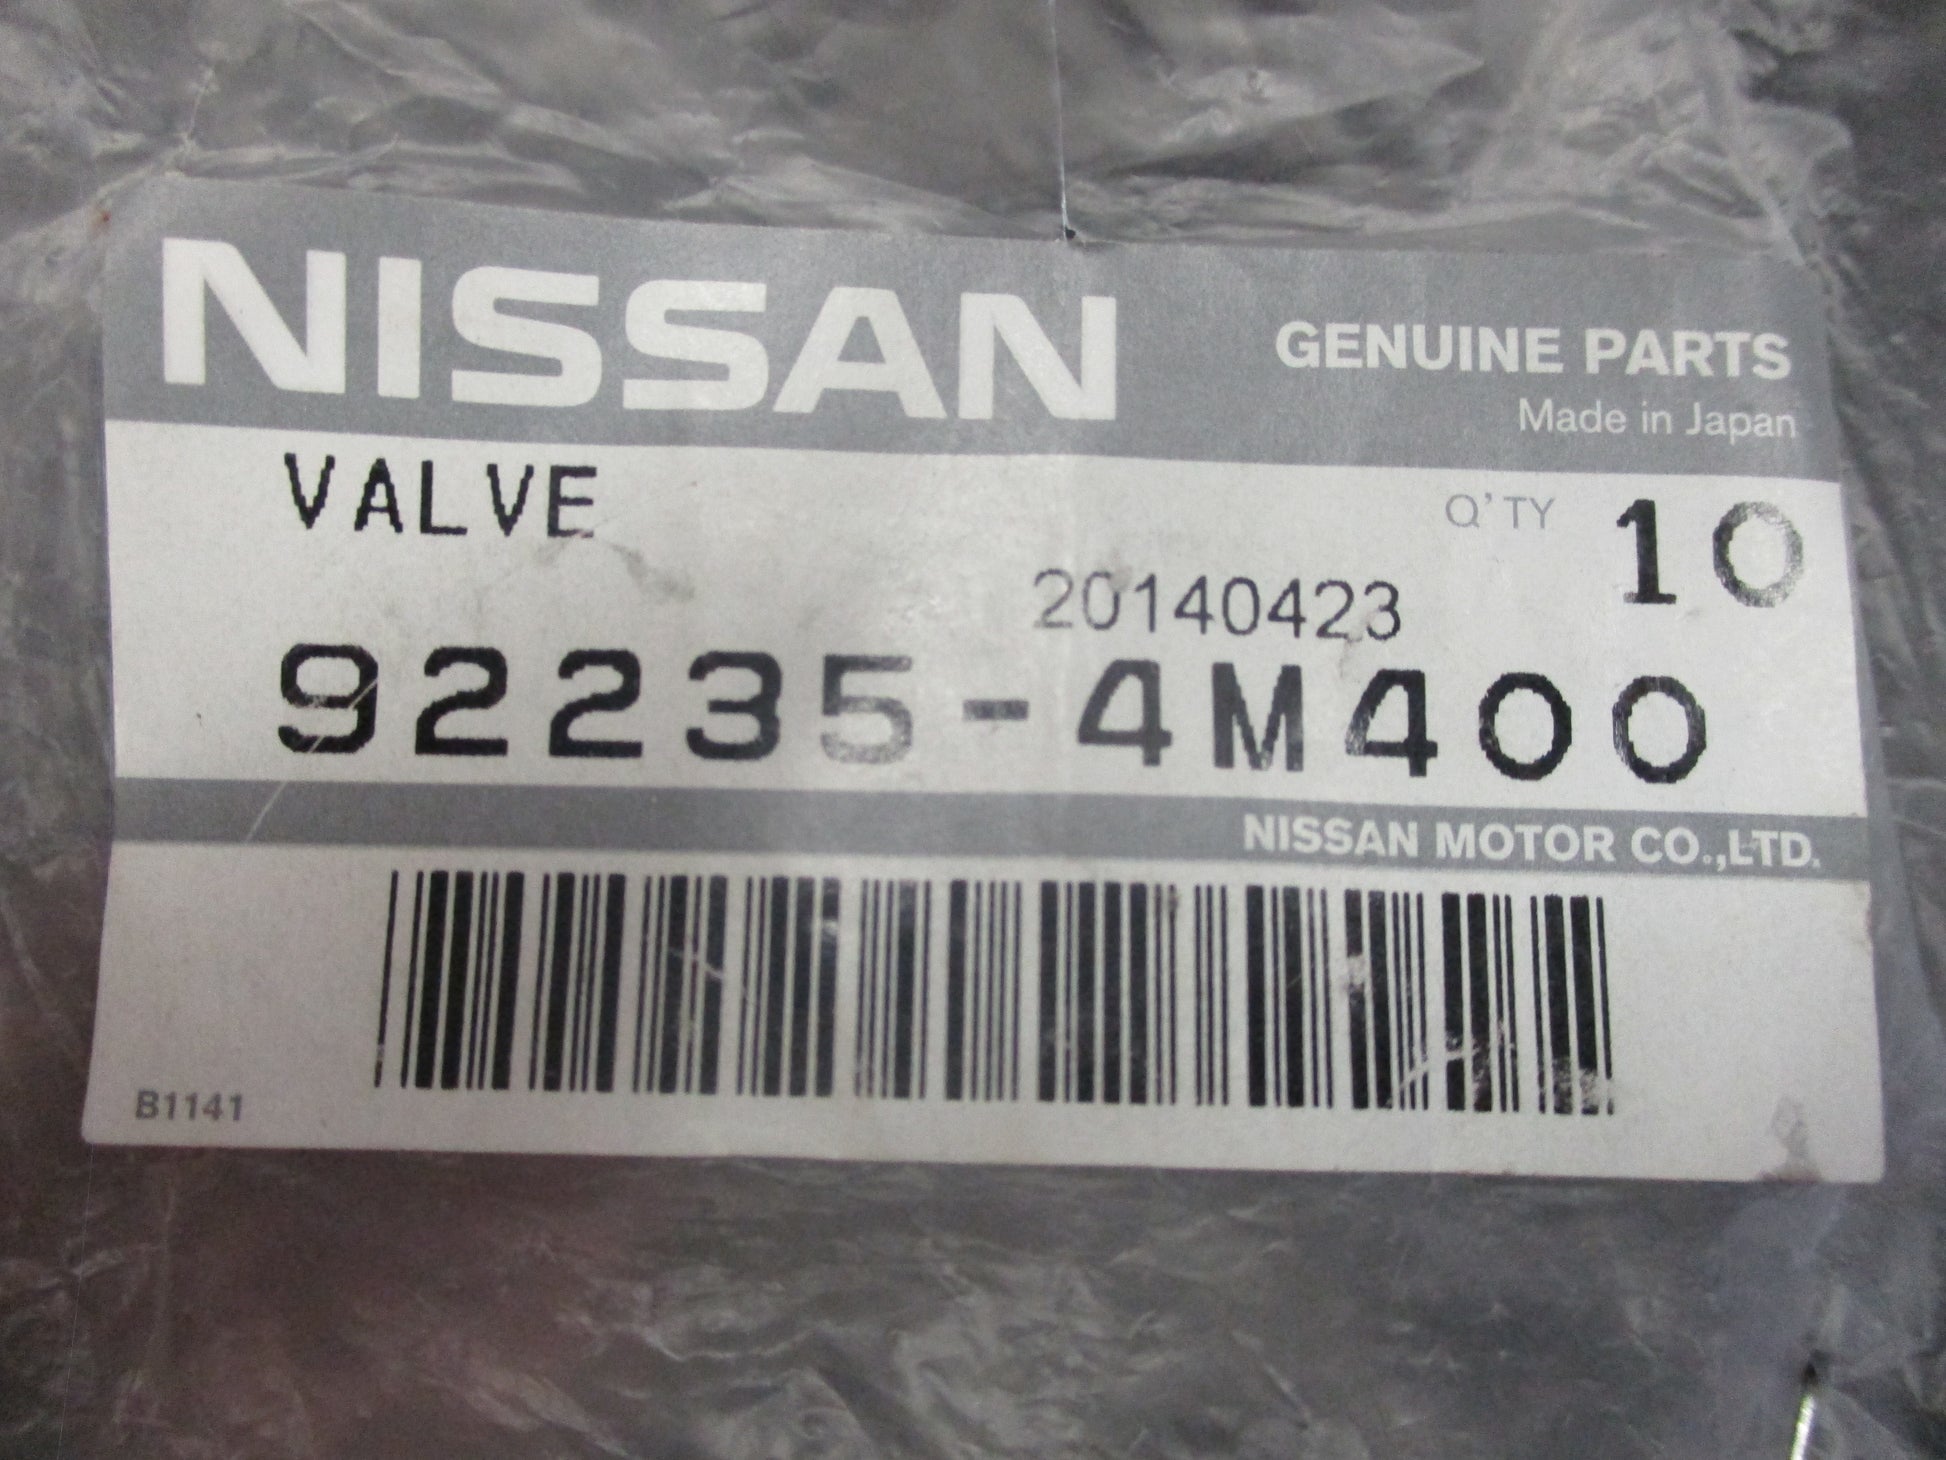 NISSAN
GENUINE PARTS
Made in Japan
VALVE
Q'TY 10
20140423
92235-4M400
NISSAN MOTOR CO.,LTD.
B1141